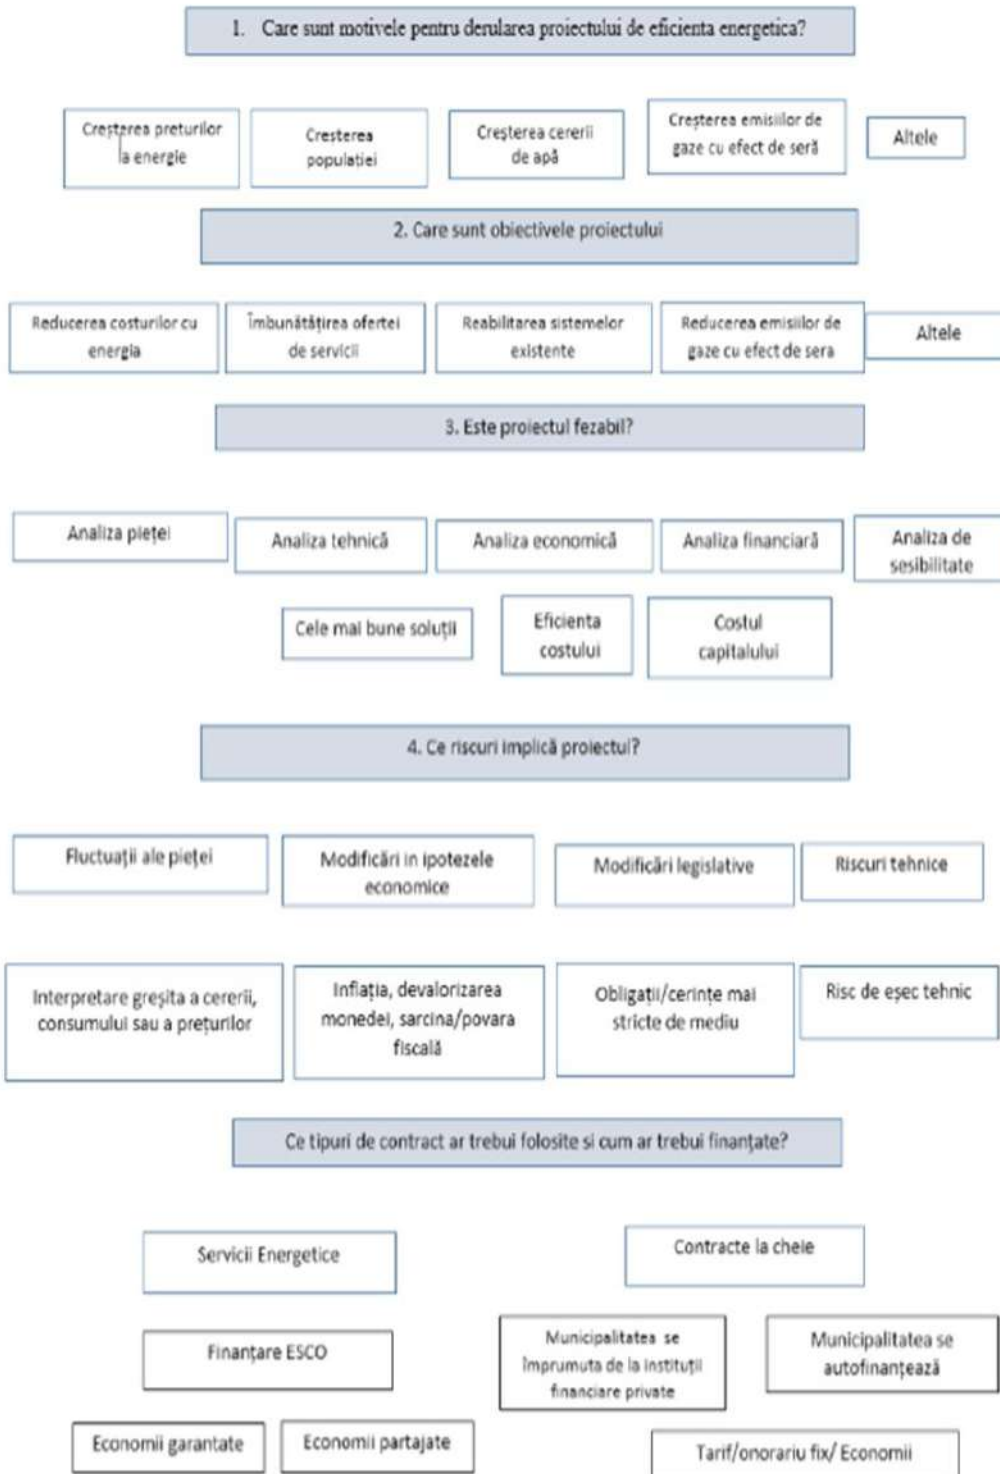 1. Care sunt motivele pentru derularea proiectului de eficienta energetica?
Creșterea preturilor
la energie
Cresterea
populatiei
Creșterea cererii
de apă
Creșterea emisiilor de
gaze cu efect de seră
Altele
2. Care sunt obiectivele proiectului
Reducerea costurilor cu
energia
Îmbunătățirea ofertei
de servicii
Reabilitarea sistemelor
existente
Reducerea emisiilor de
gaze cu efect de sera
Altele
3. Este proiectul fezabil?
Analiza pieței
Analiza tehnică
Analiza economică
Analiza financiară
Analiza de
sesibilitate
Cele mai bune soluții
Eficienta
costului
Costul
capitalului
4. Ce riscuri implică proiectul?
Fluctuații ale pieței
Modificări in ipotezele
economice
Modificări legislative
Riscuri tehnice
Interpretare greșita a cererii,
consumului sau a prețurilor
Inflația, devalorizarea
monedei, sarcina/povara
fiscală
Obligații/cerințe mai
stricte de mediu
Risc de eșec tehnic
Ce tipuri de contract ar trebui folosite si cum ar trebui finanțate?
Servicii Energetice
Contracte la cheie
Finanțare ESCO
Municipalitatea se
împrumuta de la instituții
financiare private
Municipalitatea se
autofinanțează
Economii garantate
Economii partajate
Tarif/onorariu fix/ Economii